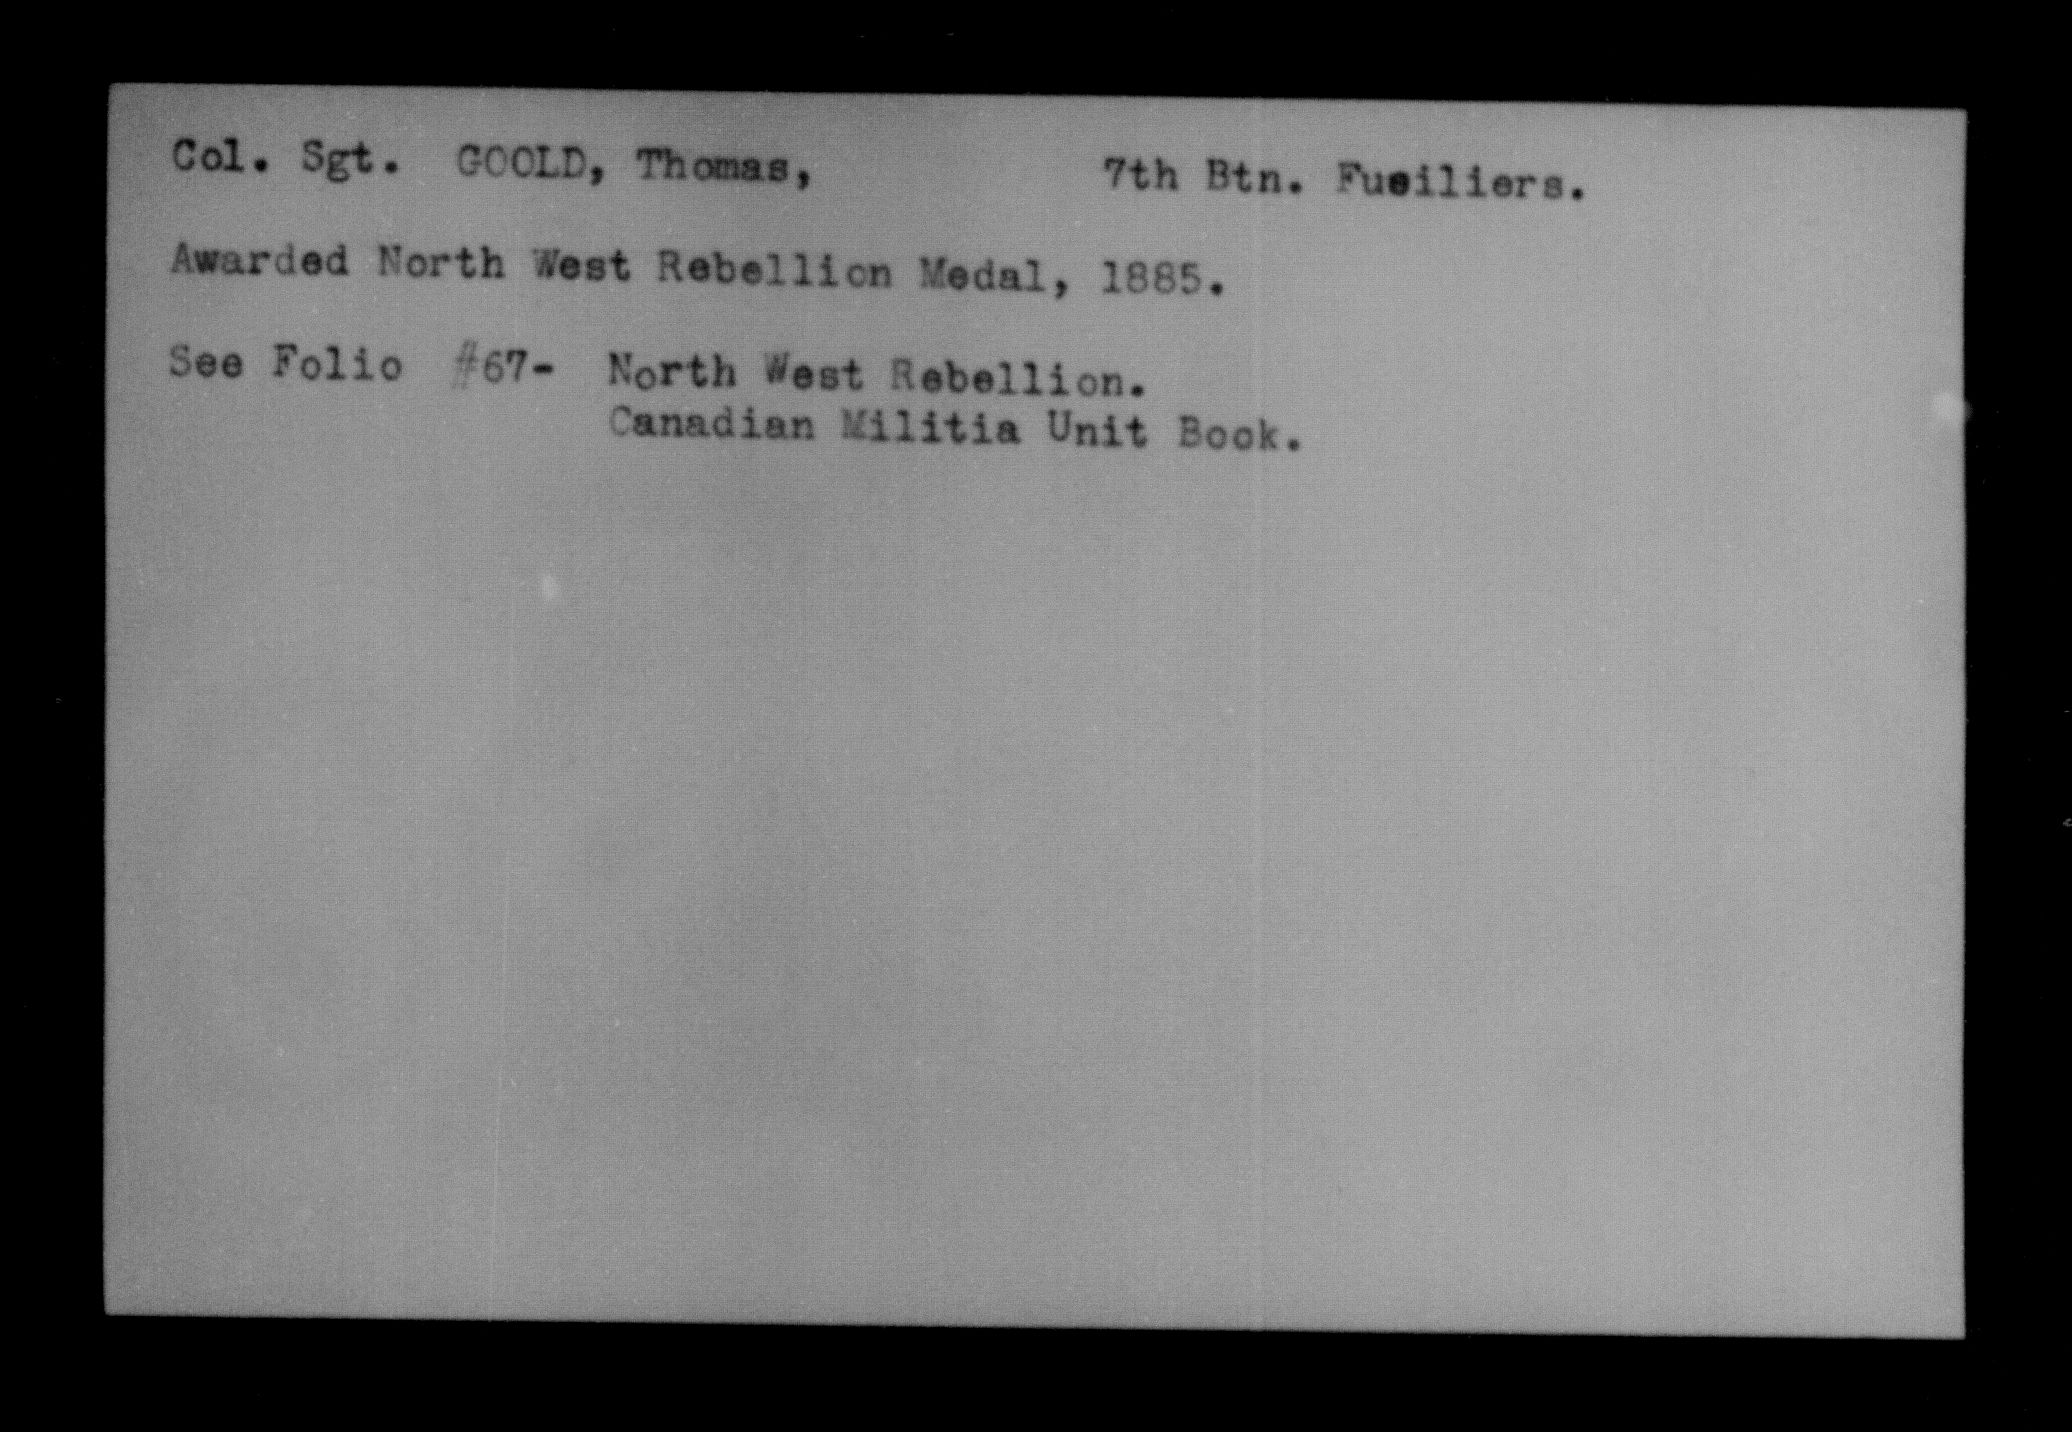 Col. Sgt. GOOLD, Thomas, 7th Btn. Fusiliers.
Awarded North West Rebellion Medal, 1885.
See Folio #67- North West Rebellion.
Canadian Militia Unit Book.